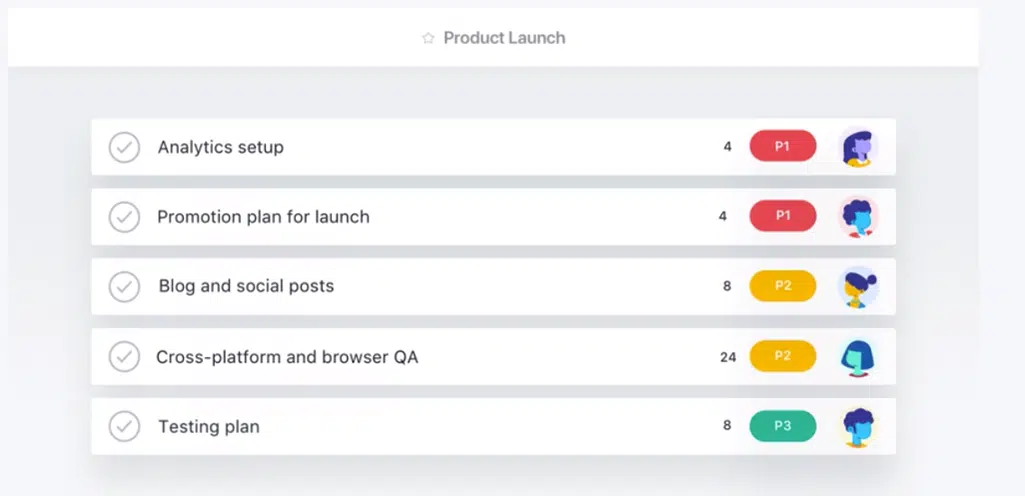 Product Launch
Analytics setup 4 P1
Promotion plan for launch 4 P1
Blog and social posts 8 P2
Cross-platform and browser QA 24 P2
Testing plan 8 P3